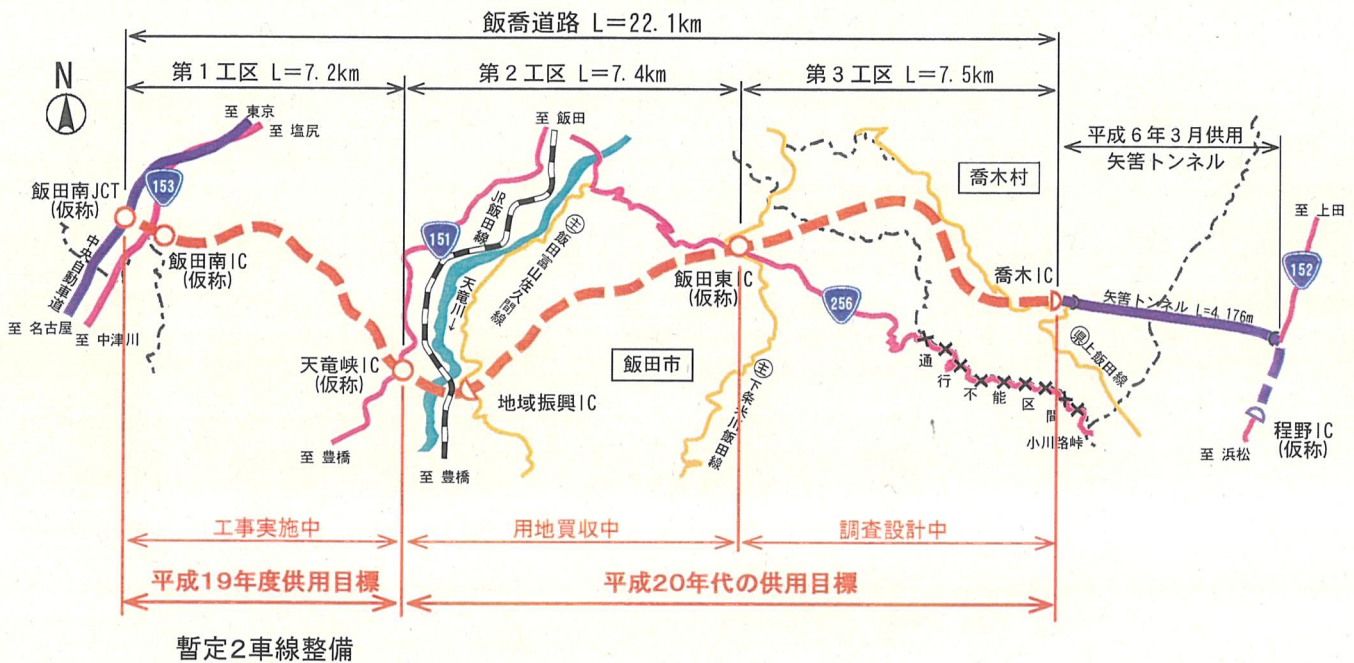 飯喬道路 L=22.1km
第1工区 L=7.2km
第2工区 L=7.4km
第3工区 L=7.5km
N
至 東京
至 塩尻
至 飯田
平成6年3月供用
矢筈トンネル
喬木村
153
飯田南JCT
(仮称)
飯田南IC
(仮称)
中央自動車道
至 名古屋
至 中津川
JR飯田線
151
天竜川→
主 飯田富山佐久間線
飯田東IC
(仮称)
256
喬木IC
矢筈トンネル L=4,176m
至 上田
152
県 上飯田線
天竜峡IC
(仮称)
地域振興IC
飯田市
主 下条米川飯田線
通行不能区間
小川路峠
程野IC
(仮称)
至 浜松
至 豊橋
至 豊橋
工事実施中
用地買収中
調査設計中
平成19年度供用目標
平成20年代の供用目標
暫定2車線整備